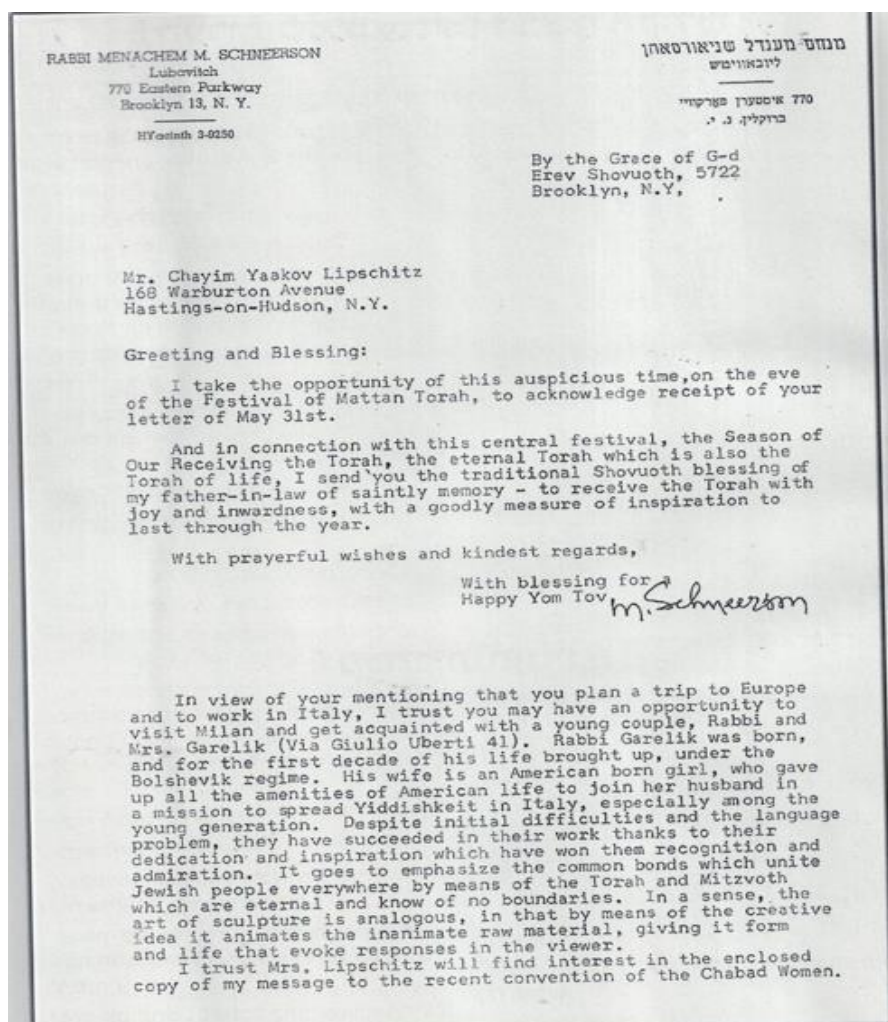 RABBI MENACHEM M. SCHNEERSON
Lubavitch
770 Eastern Parkway
Brooklyn 13, N. Y.
HYacinth 3-9250
מנחם מענדל שניאורסאהן
ליובאוויטש
770 איסטערן פארקוויי
ברוקלין, נ. י.
By the Grace of G-d
Erev Shovuoth, 5722
Brooklyn, N.Y.
Mr. Chayim Yaakov Lipschitz
168 Warburton Avenue
Hastings-on-Hudson, N.Y.
Greeting and Blessing:
I take the opportunity of this auspicious time,on the eve
of the Festival of Mattan Torah, to acknowledge receipt of your
letter of May 31st.
And in connection with this central festival, the Season of
Our Receiving the Torah, the eternal Torah which is also the
Torah of life, I send you the traditional Shovuoth blessing of
my father-in-law of saintly memory - to receive the Torah with
joy and inwardness, with a goodly measure of inspiration to
last through the year.
With prayerful wishes and kindest regards,
With blessing for a
Happy Yom Tov,
M. Schneerson
In view of your mentioning that you plan a trip to Europe
and to work in Italy, I trust you may have an opportunity to
visit Milan and get acquainted with a young couple, Rabbi and
Mrs. Garelik (Via Giulio Uberti 41). Rabbi Garelik was born,
and for the first decade of his life brought up, under the
Bolshevik regime. His wife is an American born girl, who gave
up all the amenities of American life to join her husband in
a mission to spread Yiddishkeit in Italy, especially among the
young generation. Despite initial difficulties and the language
problem, they have succeeded in their work thanks to their
dedication and inspiration which have won them recognition and
admiration. It goes to emphasize the common bonds which unite
Jewish people everywhere by means of the Torah and Mitzvoth
which are eternal and know of no boundaries. In a sense, the
art of sculpture is analogous, in that by means of the creative
idea it animates the inanimate raw material, giving it form
and life that evoke responses in the viewer.
I trust Mrs. Lipschitz will find interest in the enclosed
copy of my message to the recent convention of the Chabad Women.